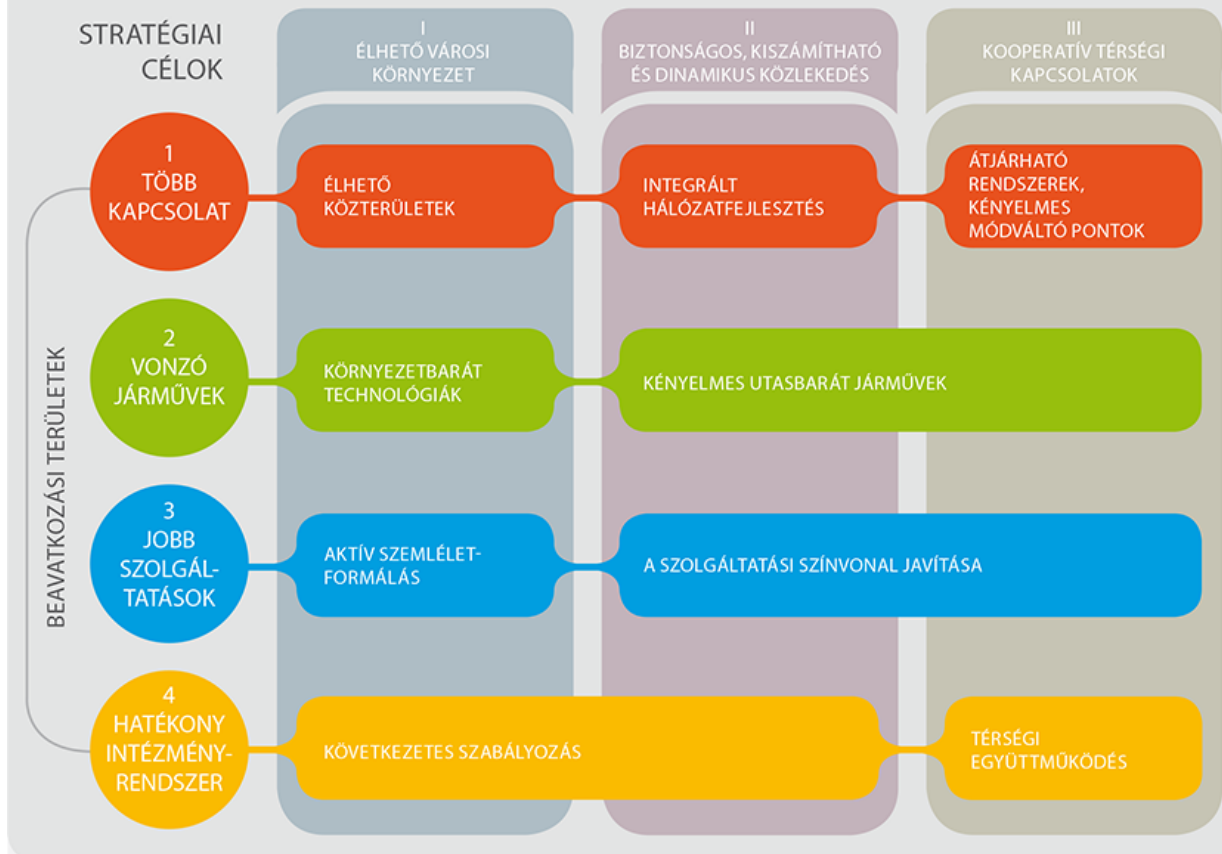 STRATÉGIAI
CÉLOK
I
ÉLHETŐ VÁROSI
KÖRNYEZET
II
BIZTONSÁGOS, KISZÁMÍTHATÓ
ÉS DINAMIKUS KÖZLEKEDÉS
III
KOOPERATÍV TÉRSÉGI
KAPCSOLATOK
BEAVATKOZÁSI TERÜLETEK
1
TÖBB
KAPCSOLAT
ÉLHETŐ
KÖZTERÜLETEK
INTEGRÁLT
HÁLÓZATFEJLESZTÉS
ÁTJÁRHATÓ
RENDSZEREK,
KÉNYELMES
MÓDVÁLTÓ PONTOK
2
VONZÓ
JÁRMŰVEK
KÖRNYEZETBARÁT
TECHNOLÓGIÁK
KÉNYELMES UTASBARÁT JÁRMŰVEK
3
JOBB
SZOLGÁL-
TATÁSOK
AKTÍV SZEMLÉLET-
FORMÁLÁS
A SZOLGÁLTATÁSI SZÍNVONAL JAVÍTÁSA
4
HATÉKONY
INTÉZMÉNY-
RENDSZER
KÖVETKEZETES SZABÁLYOZÁS
TÉRSÉGI
EGYÜTTMŰKÖDÉS